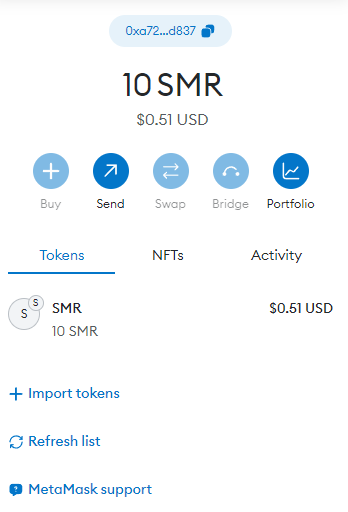 0xa72...d837
10 SMR
$0.51 USD
Buy Send Swap Bridge Portfolio
Tokens NFTs Activity
S S SMR $0.51 USD
10 SMR
Import tokens
Refresh list
MetaMask support